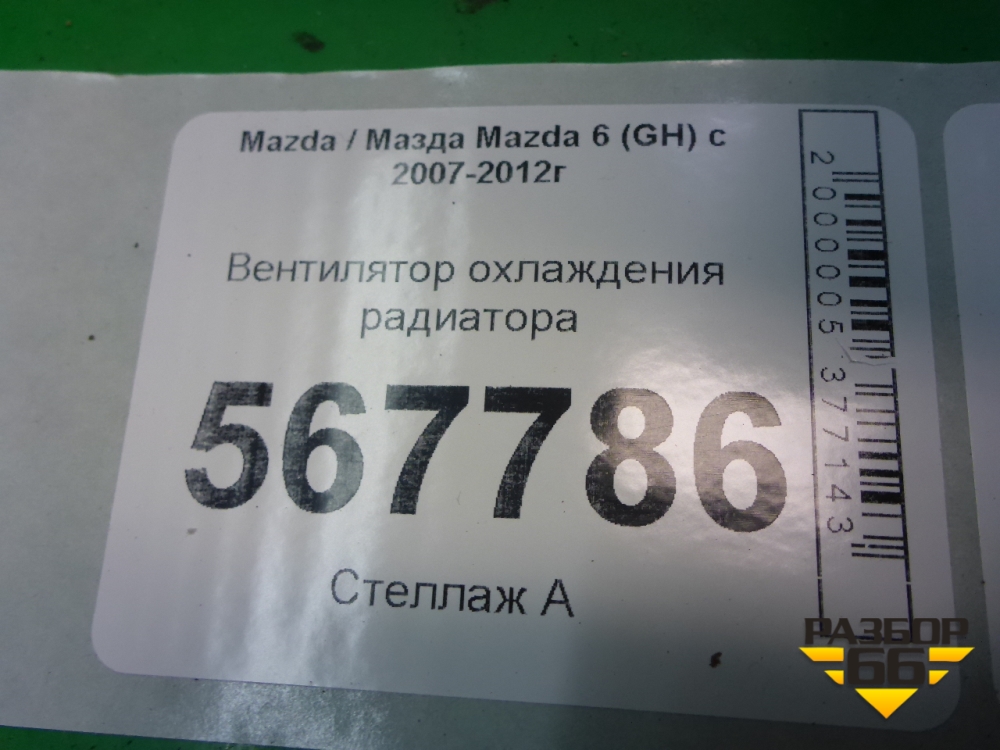 Mazda / Мазда Mazda 6 (GH) с
2007-2012г
Вентилятор охлаждения
радиатора
567786
Стеллаж А
2000005377143
РАЗБОР
66